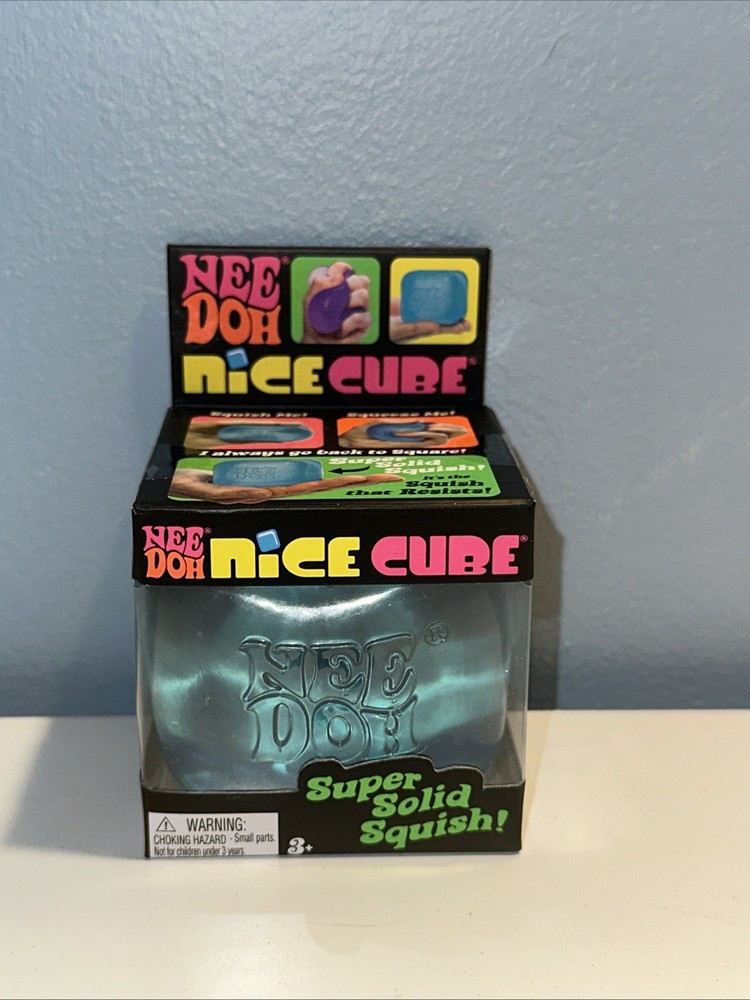 NEE®
DOH
NiCE CUBE®
Squish Me! Squeeze Me!
I always go back to Square!
Super
Solid
Squish!
It's the
Squish
that Resists!
NEE®
DOH
NiCE CUBE®
NEE®
DOH
Super
Solid
Squish!
WARNING:
CHOKING HAZARD - Small parts.
Not for children under 3 years.
3+